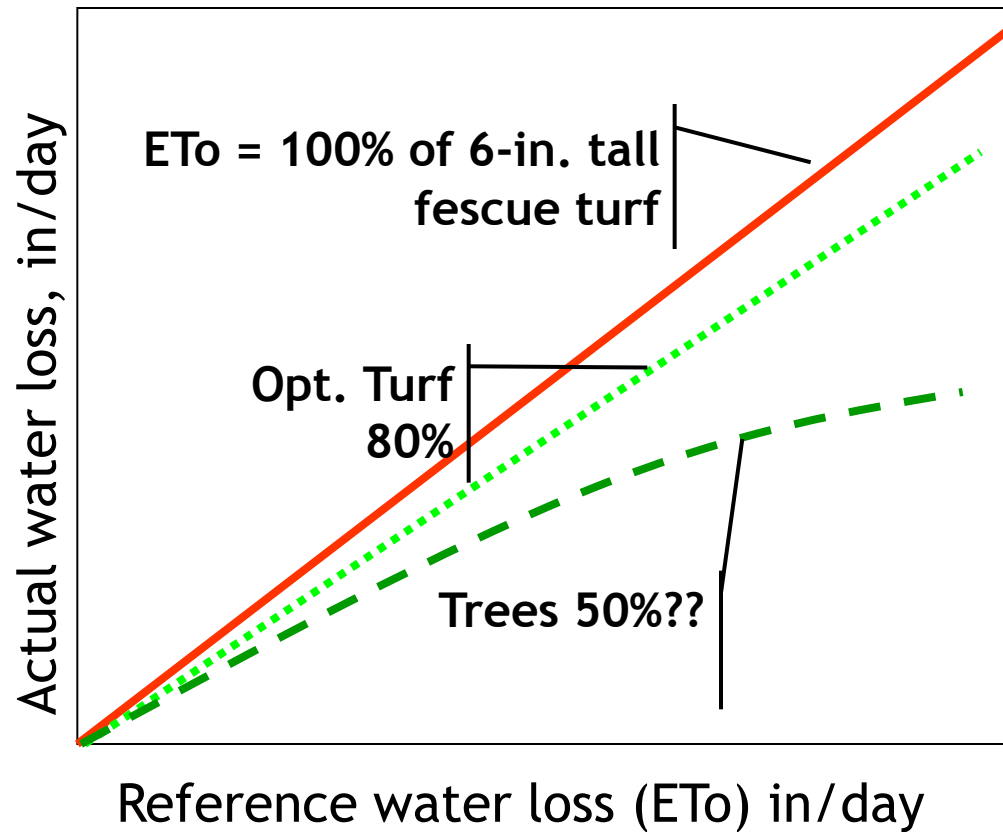 Actual water loss, in/day
ETo = 100% of 6-in. tall
fescue turf
Opt. Turf
80%
Trees 50%??
Reference water loss (ETo) in/day